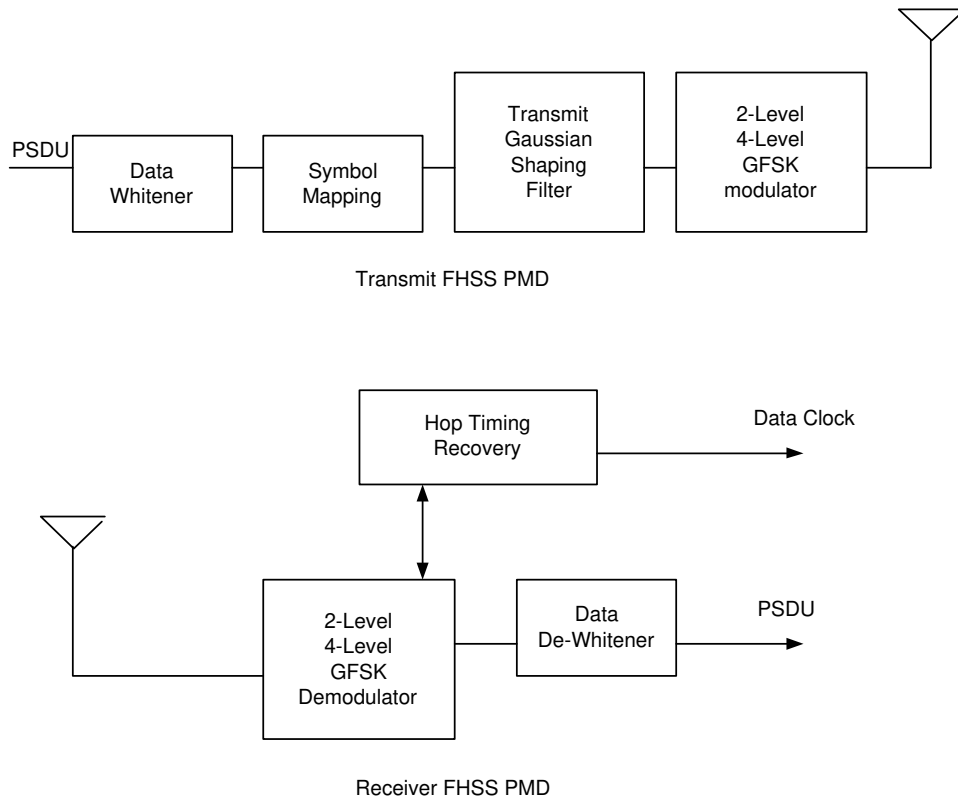 PSDU
Data
Whitener
Symbol
Mapping
Transmit
Gaussian
Shaping
Filter
2-Level
4-Level
GFSK
modulator
Transmit FHSS PMD
Hop Timing
Recovery
Data Clock
2-Level
4-Level
GFSK
Demodulator
Data
De-Whitener
PSDU
Receiver FHSS PMD